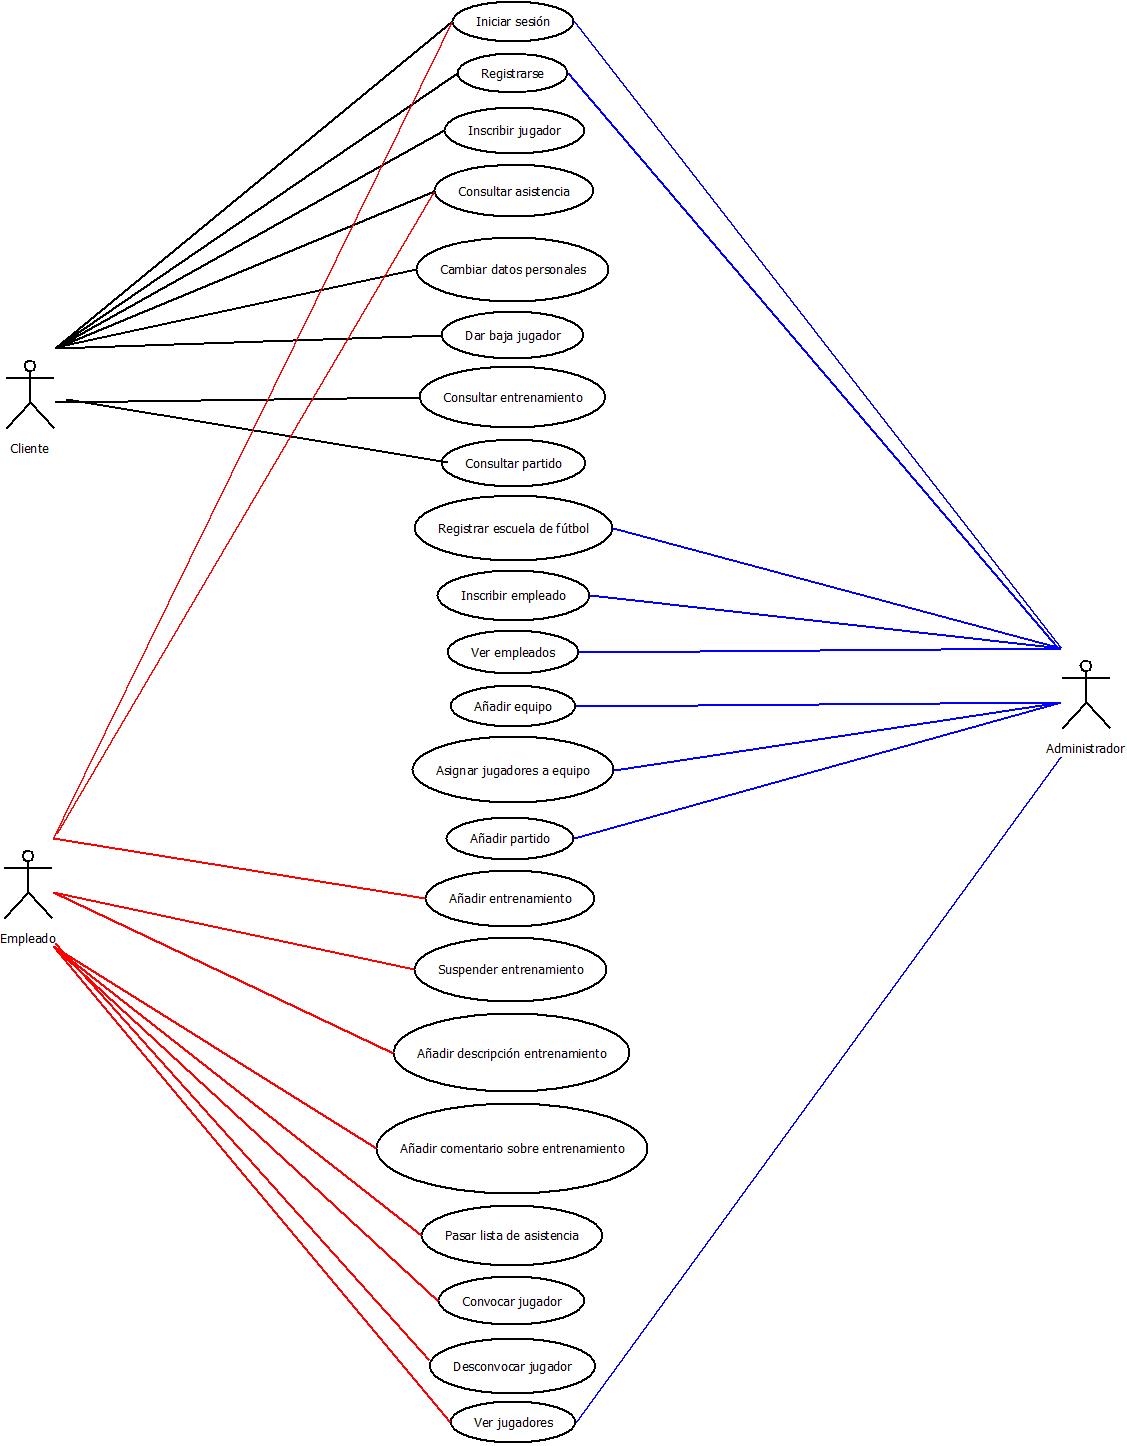 Iniciar sesión
Registrarse
Inscribir jugador
Consultar asistencia
Cambiar datos personales
Dar baja jugador
Consultar entrenamiento
Cliente
Consultar partido
Registrar escuela de fútbol
Inscribir empleado
Ver empleados
Añadir equipo
Administrador
Asignar jugadores a equipo
Añadir partido
Añadir entrenamiento
Empleado
Suspender entrenamiento
Añadir descripción entrenamiento
Añadir comentario sobre entrenamiento
Pasar lista de asistencia
Convocar jugador
Desconvocar jugador
Ver jugadores